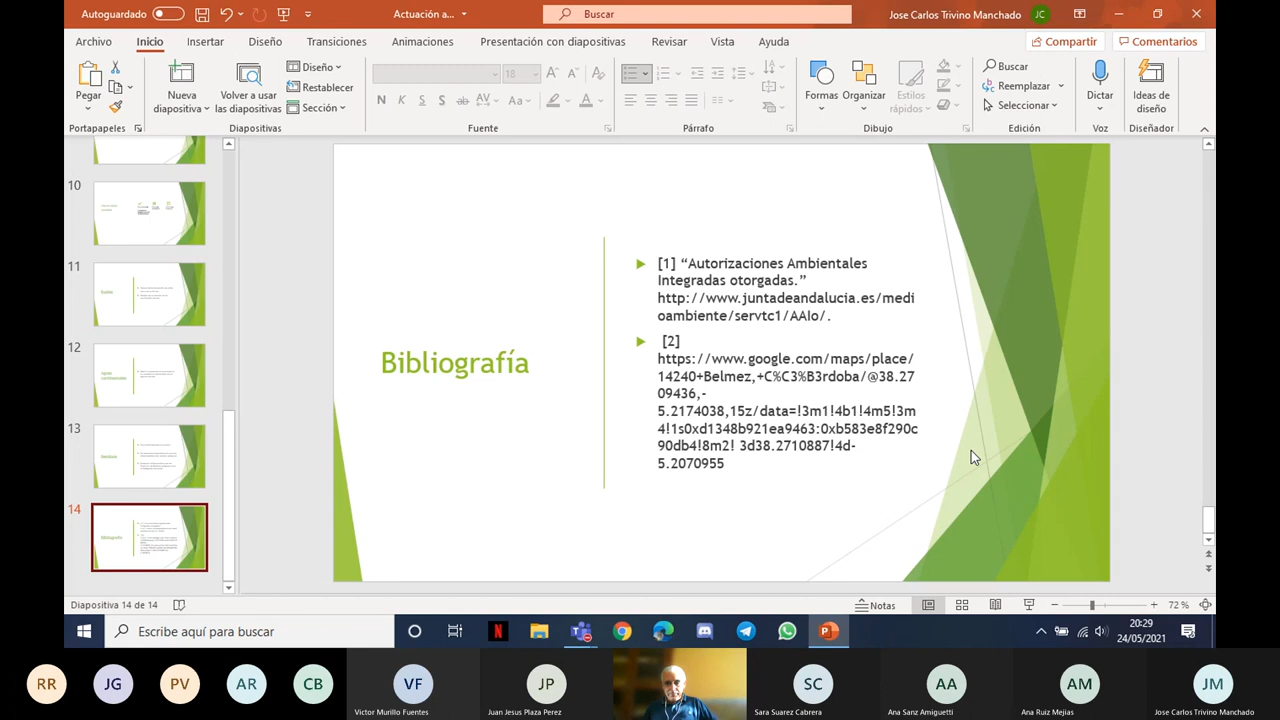 Autoguardado
Actuación a...
Buscar
Jose Carlos Trivino Manchado
JC
Archivo
Inicio
Insertar
Diseño
Transiciones
Animaciones
Presentación con diapositivas
Revisar
Vista
Ayuda
Compartir
Comentarios
Pegar
Nueva
diapositiva
Volver a usar
las diapositivas
Diseño
Restablecer
Sección
18
N K S ab AV Aa A
Formas
Organizar
Estilos
rápidos
Buscar
Reemplazar
Seleccionar
Dictar
Ideas de
diseño
Portapapeles
Diapositivas
Fuente
Párrafo
Dibujo
Edición
Voz
Diseñador
10
11
12
13
14
Bibliografía
[1] “Autorizaciones Ambientales
Integradas otorgadas.”
http://www.juntadeandalucia.es/medi
oambiente/servtc1/AAIo/.
[2]
https://www.google.com/maps/place/
14240+Belmez,+C%C3%B3rdoba/@38.27
09436,-
5.2174038,15z/data=!3m1!4b1!4m5!3m
4!1s0xd1348b921ea9463:0xb583e8f290c
90db4!8m2! 3d38.2710887!4d-
5.2070955
Diapositiva 14 de 14
Notas
72 %
Escribe aquí para buscar
20:29
24/05/2021
RR
JG
PV
AR
CB
VF
Victor Murillo Fuentes
JP
Juan Jesus Plaza Perez
SC
Sara Suarez Cabrera
AA
Ana Sanz Amiguetti
AM
Ana Ruiz Mejias
JM
Jose Carlos Trivino Manchado